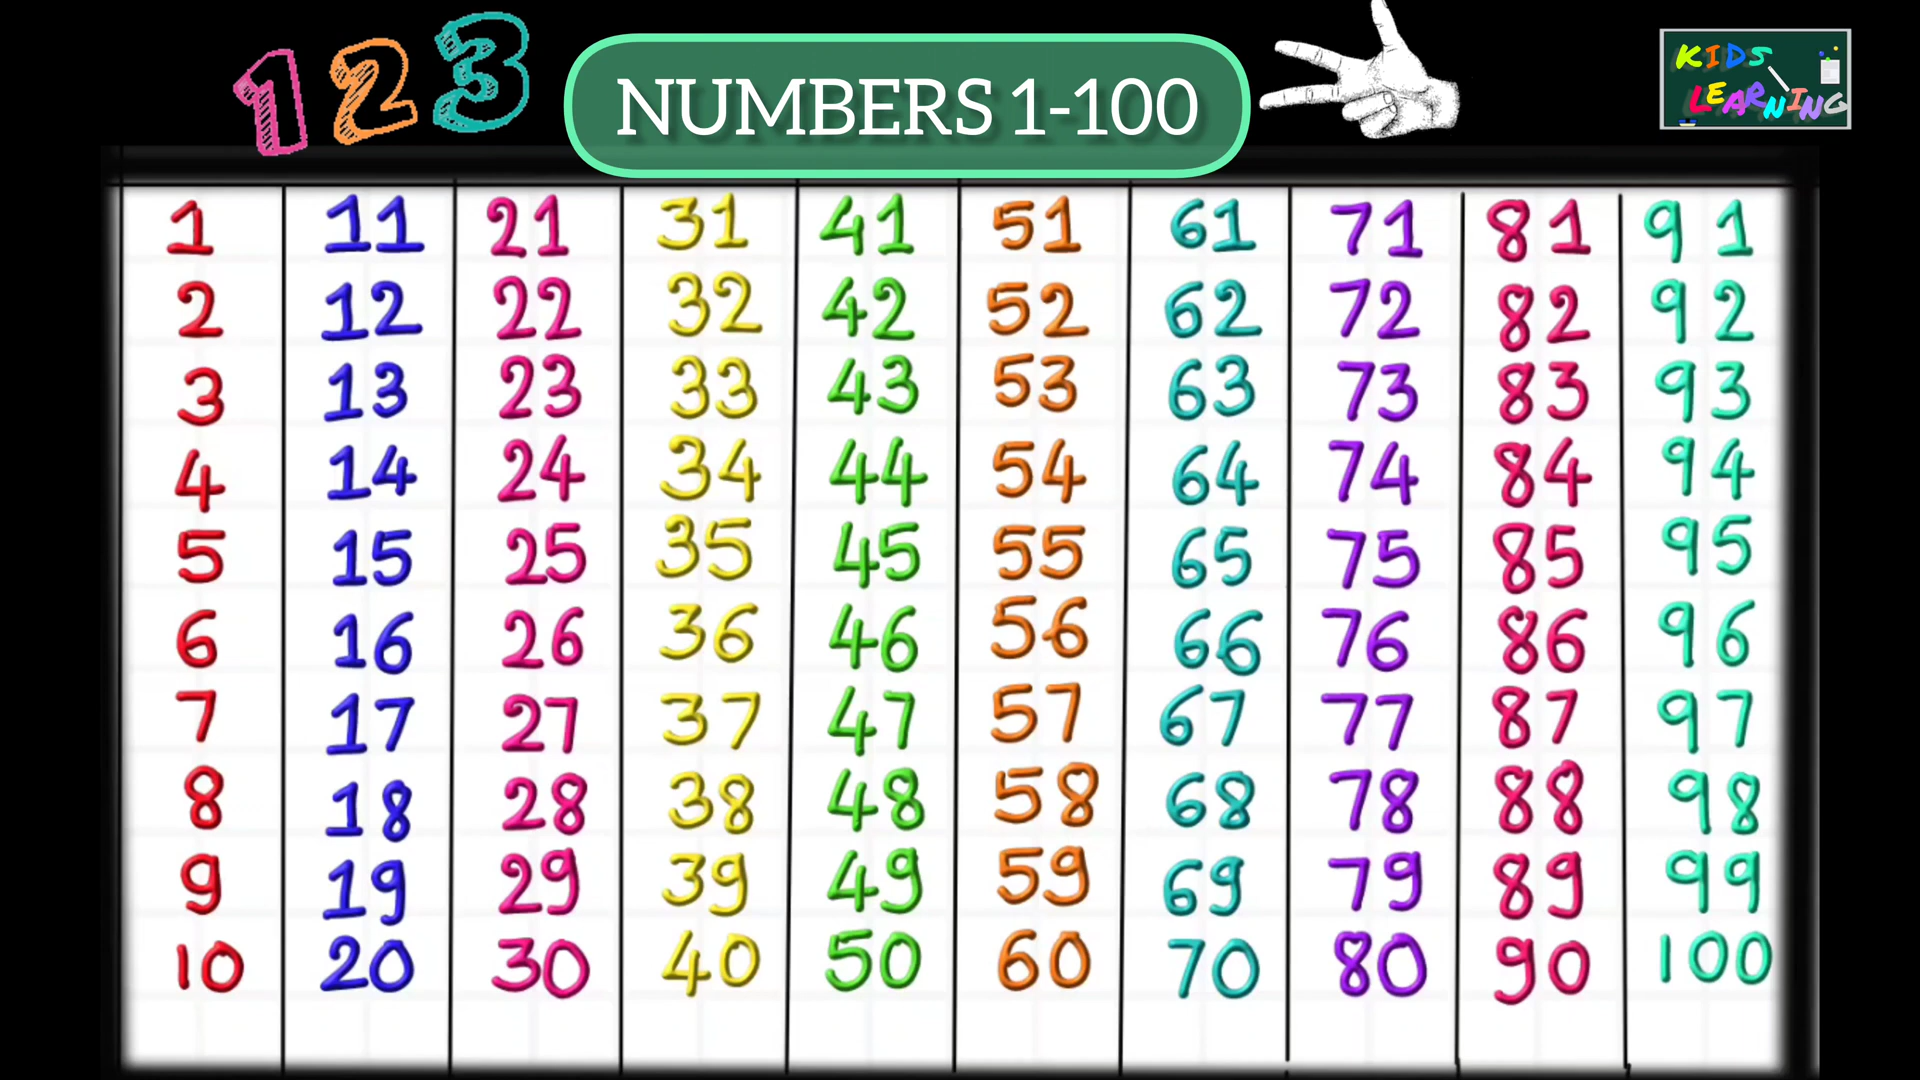 1 2 3
NUMBERS 1-100
KIDS
LEARNING
1 11 21 31 41 51 61 71 81 91
2 12 22 32 42 52 62 72 82 92
3 13 23 33 43 53 63 73 83 93
4 14 24 34 44 54 64 74 84 94
5 15 25 35 45 55 65 75 85 95
6 16 26 36 46 56 66 76 86 96
7 17 27 37 47 57 67 77 87 97
8 18 28 38 48 58 68 78 88 98
9 19 29 39 49 59 69 79 89 99
10 20 30 40 50 60 70 80 90 100